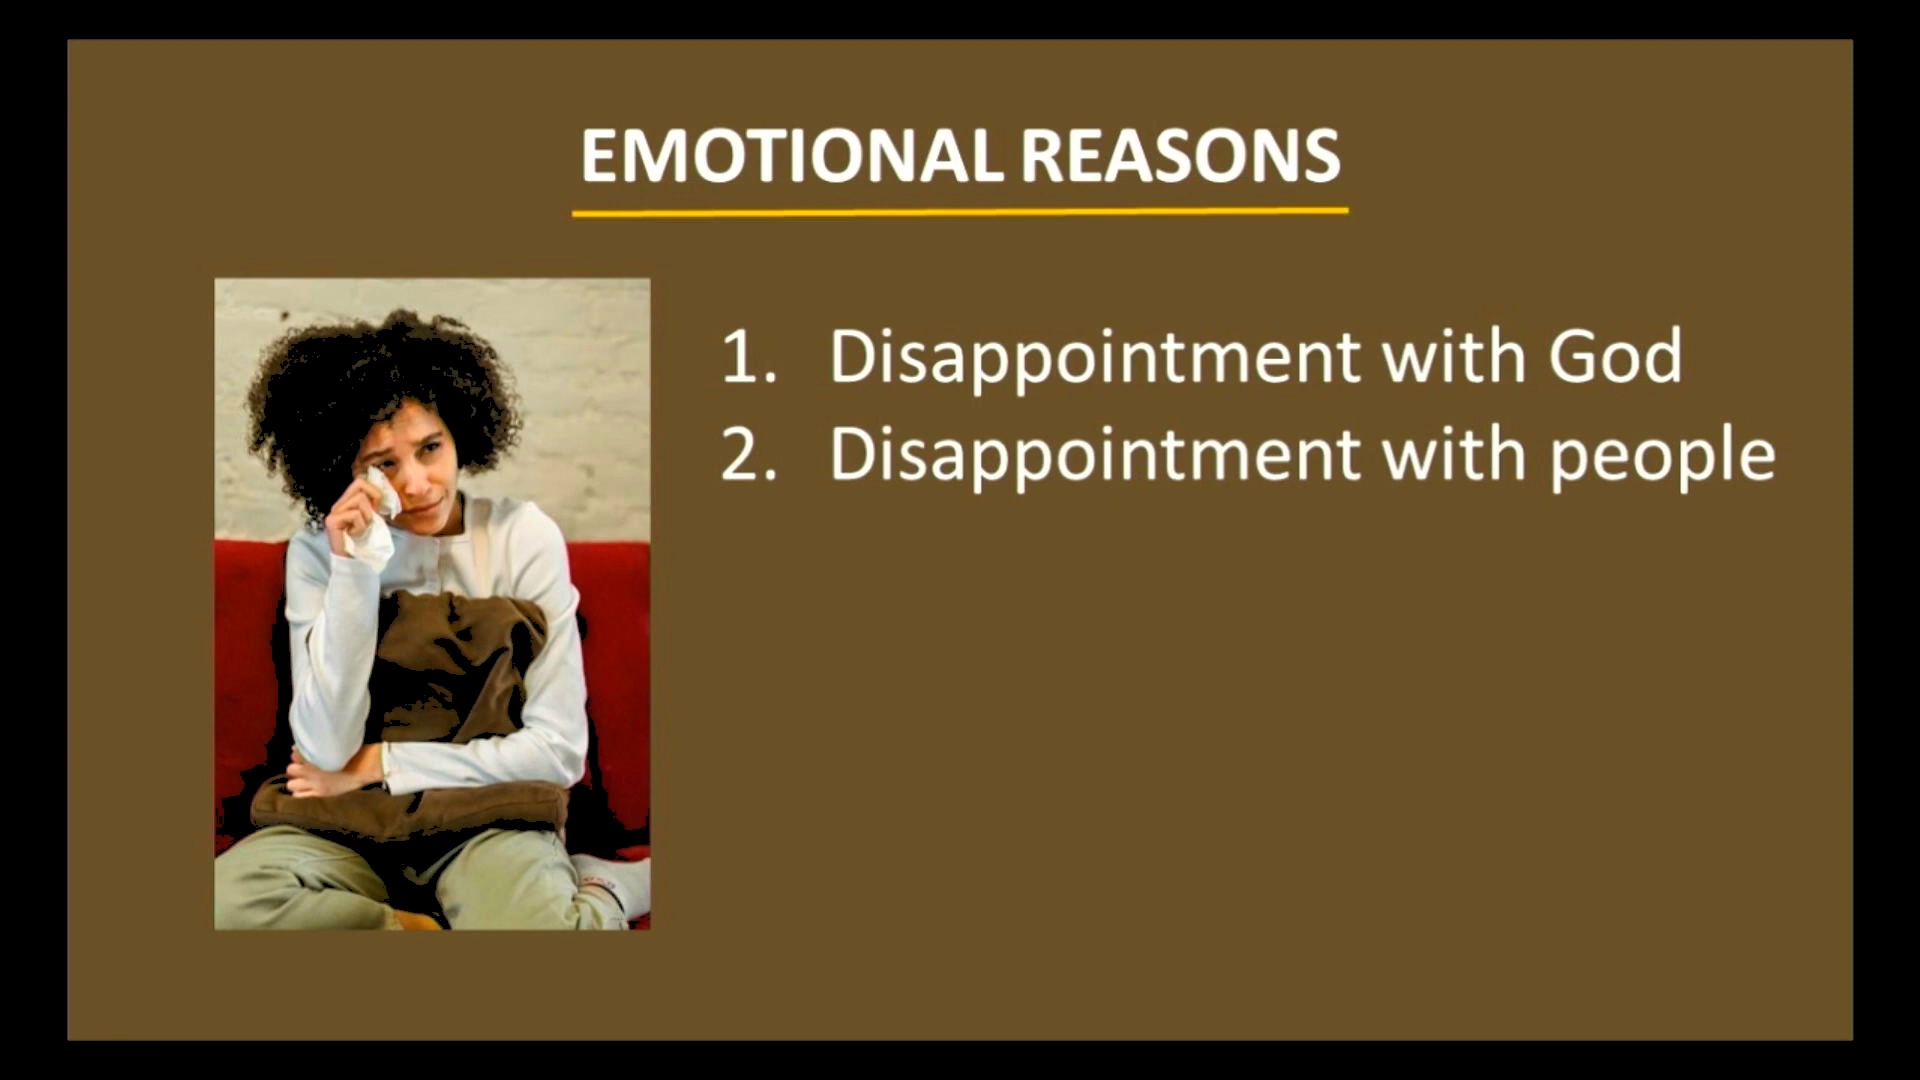 EMOTIONAL REASONS
1. Disappointment with God
2. Disappointment with people